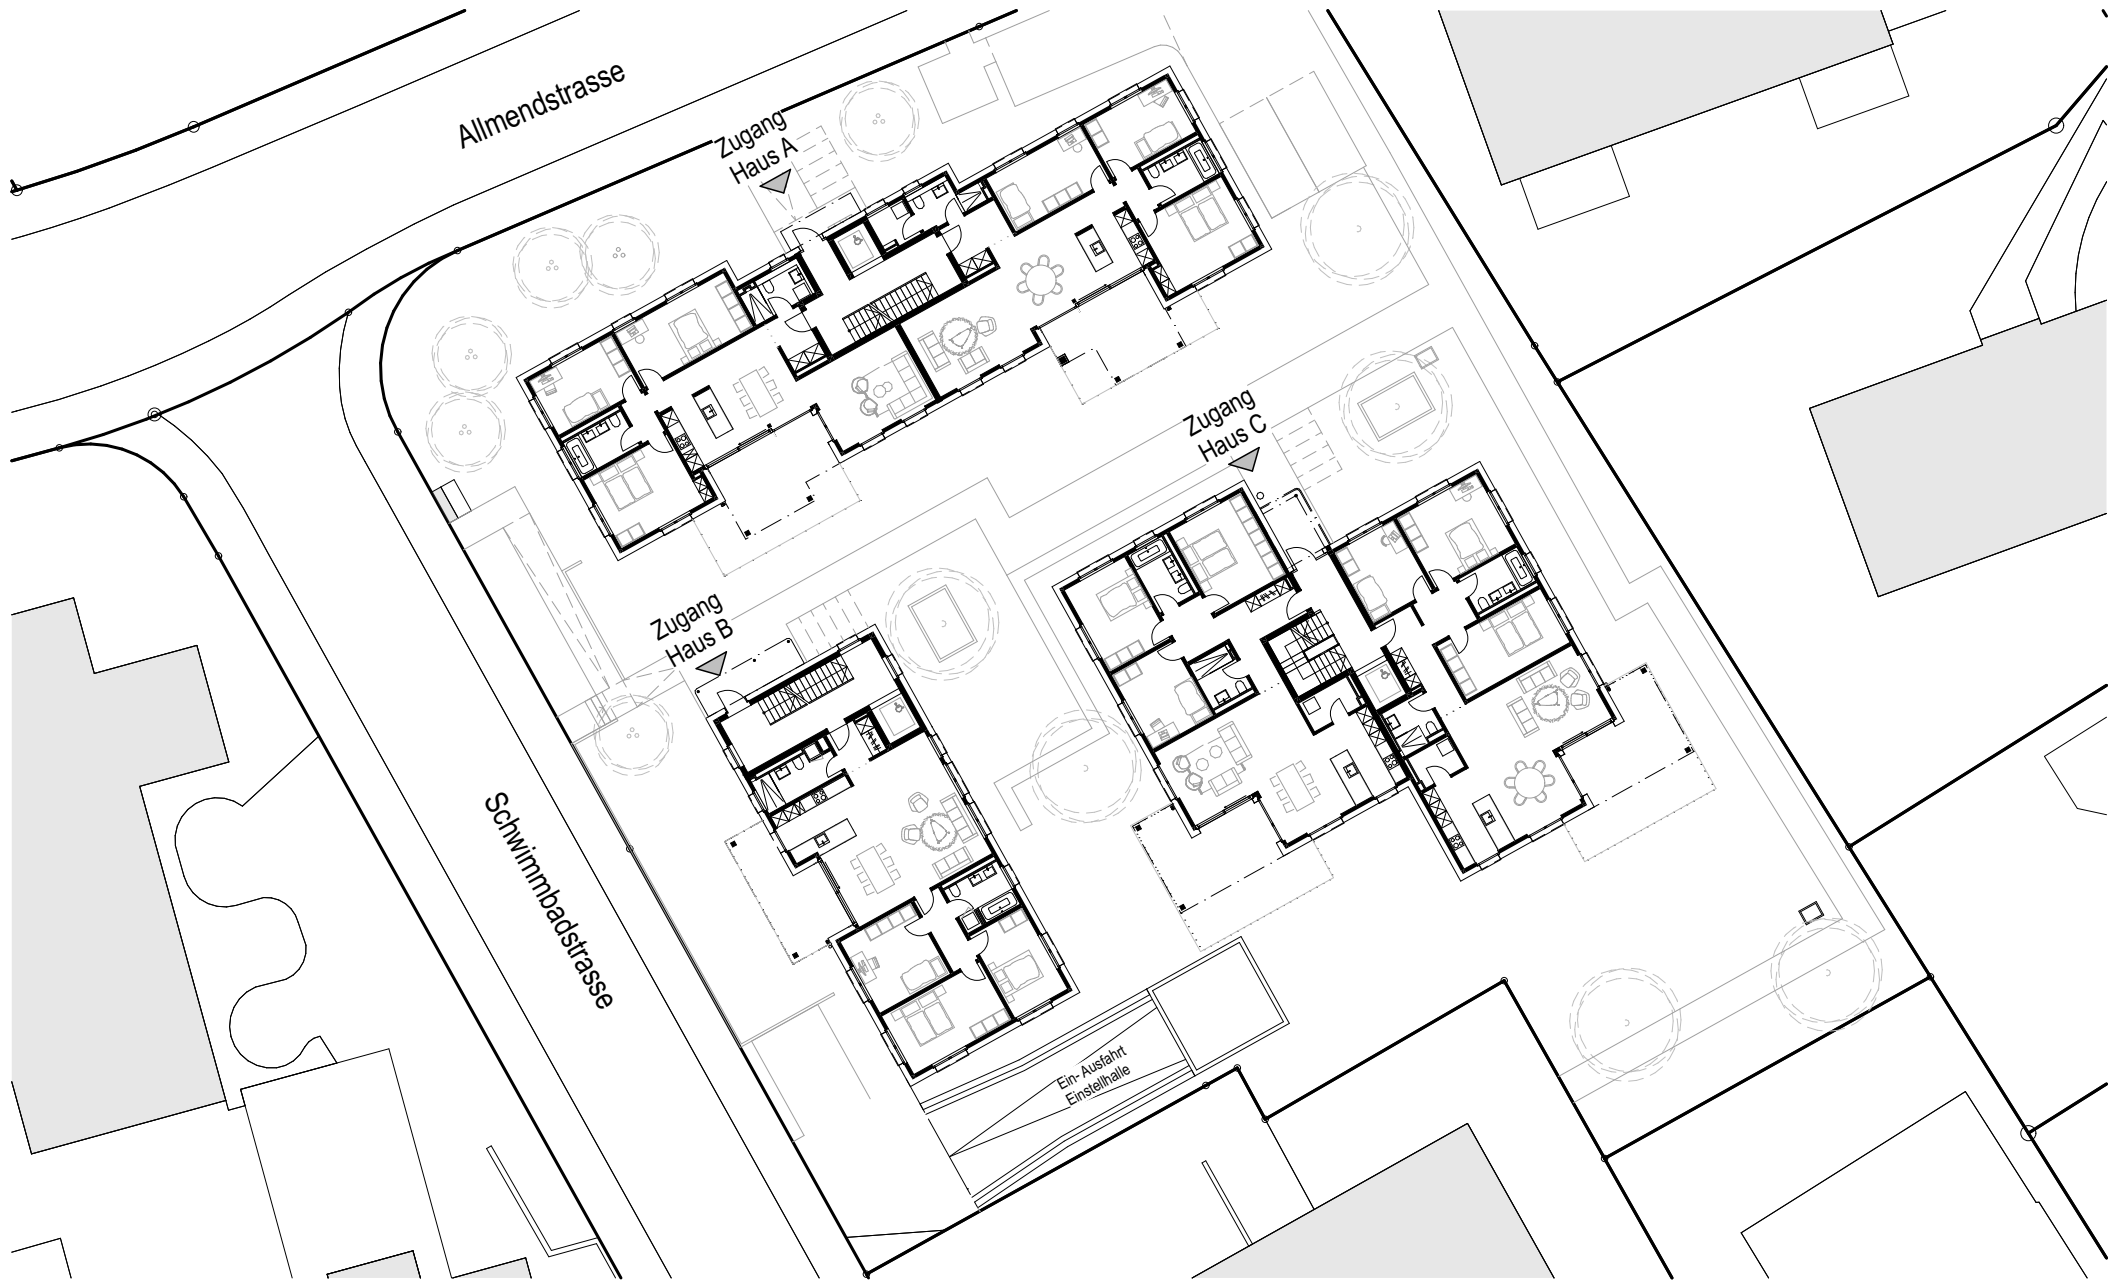 Allmendstrasse
Zugang
Haus A
Zugang
Haus C
Zugang
Haus B
Schwimmbadstrasse
Ein- Ausfahrt
Einstellhalle